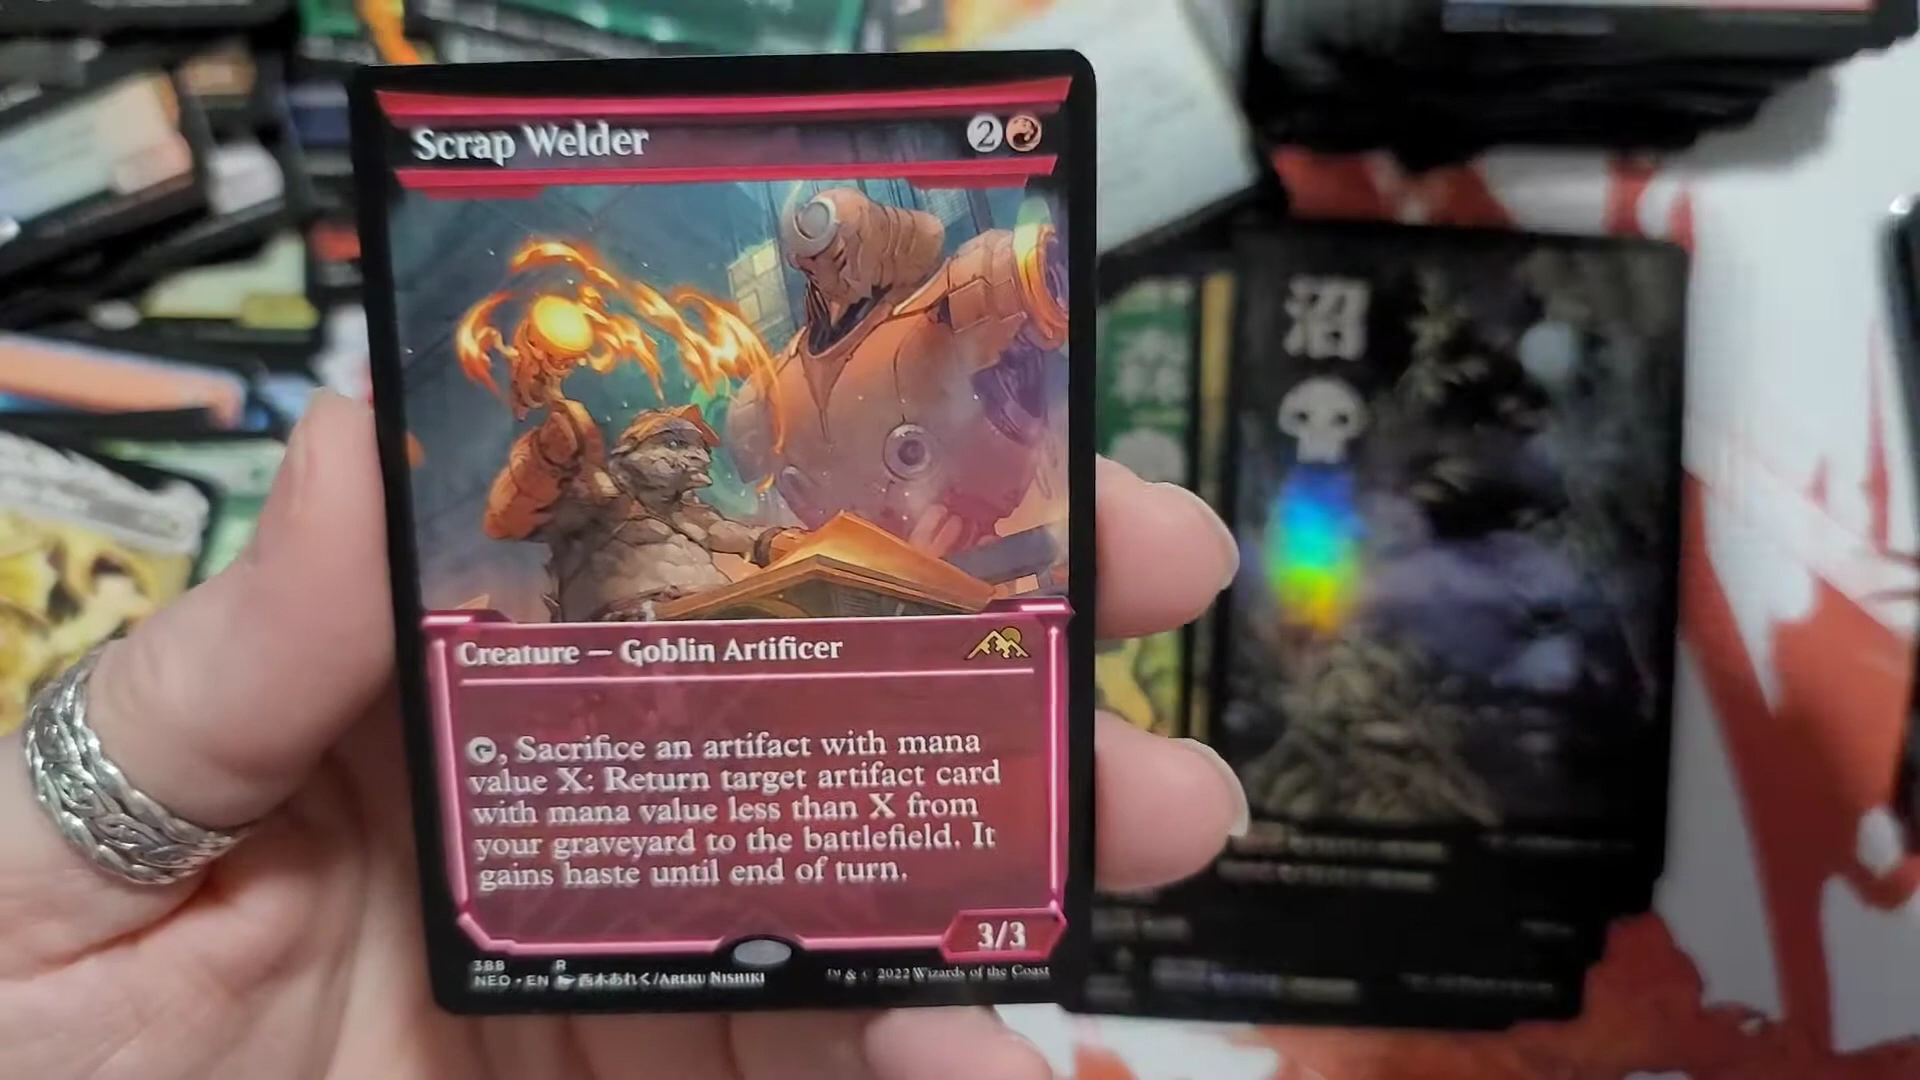 Scrap Welder
2
Creature — Goblin Artificer
, Sacrifice an artifact with mana
value X: Return target artifact card
with mana value less than X from
your graveyard to the battlefield. It
gains haste until end of turn.
3/3
388 R
NEO • EN 西木あれく/AREKU NISHIKI
™ & © 2022 Wizards of the Coast
森
沼